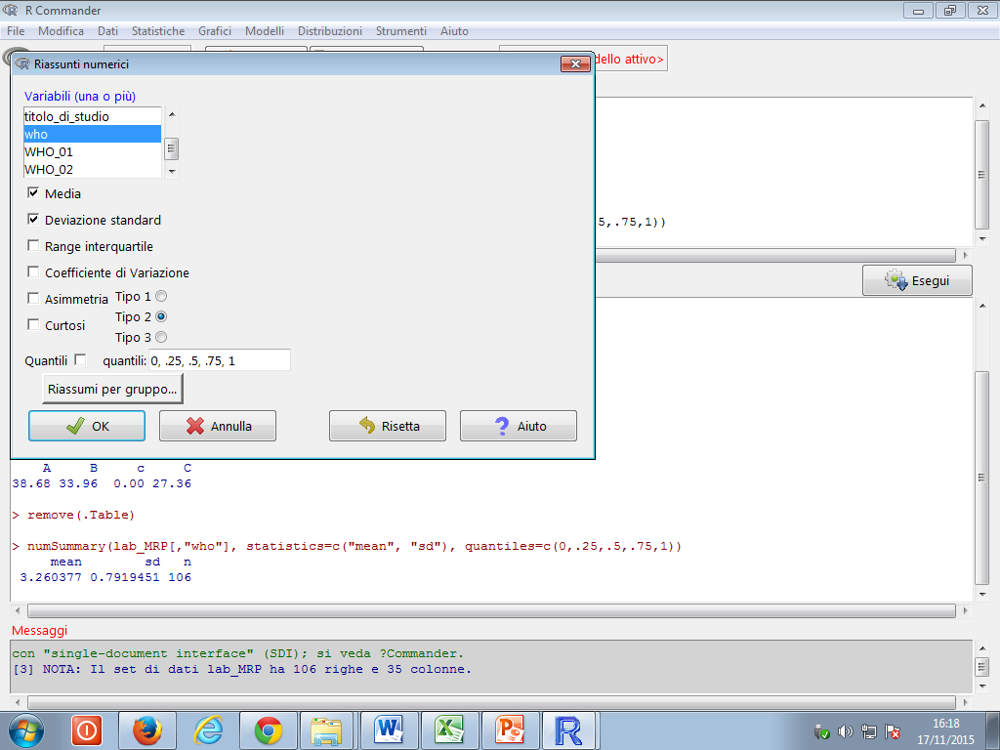 R Commander
File Modifica Dati Statistiche Grafici Modelli Distribuzioni Strumenti Aiuto
dello attivo>
Riassunti numerici
Variabili (una o più)
titolo_di_studio
who
WHO_01
WHO_02
Media
Deviazione standard
Range interquartile
Coefficiente di Variazione
Asimmetria Tipo 1
Tipo 2
Curtosi
Tipo 3
Quantili quantili: 0, .25, .5, .75, 1
Riassumi per gruppo...
OK Annulla Risetta Aiuto
5,.75,1))
Esegui
A B c C
38.68 33.96 0.00 27.36
> remove(.Table)
> numSummary(lab_MRP[,"who"], statistics=c("mean", "sd"), quantiles=c(0,.25,.5,.75,1))
mean sd n
3.260377 0.7919451 106
Messaggi
con "single-document interface" (SDI); si veda ?Commander.
[3] NOTA: Il set di dati lab_MRP ha 106 righe e 35 colonne.
16:18
17/11/2015